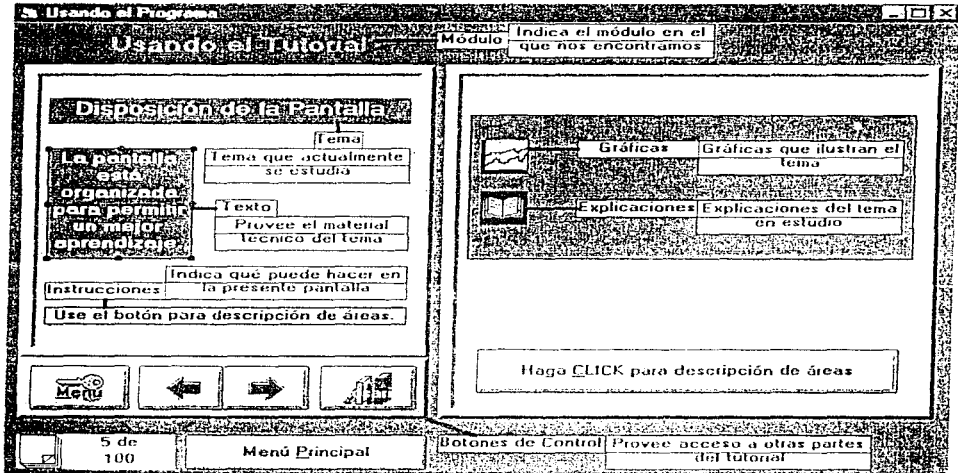 Usando el Programa
Usando el Tutorial
Módulo
Indica el módulo en el
que nos encontramos
Disposición de la Pantalla
Tema
Tema que actualmente
se estudia
La pantalla
está
organizada
para permitir
un mejor
aprendizaje.
Texto
Provee el material
técnico del tema
Indica qué puede hacer en
la presente pantalla
Instrucciones
Use el botón para descripción de áreas.
Gráficas
Gráficas que ilustran el
tema
Explicaciones
Explicaciones del tema
en estudio
Menú
Haga CLICK para descripción de áreas
5 de
100
Menú Principal
Botones de Control
Provee acceso a otras partes
del tutorial